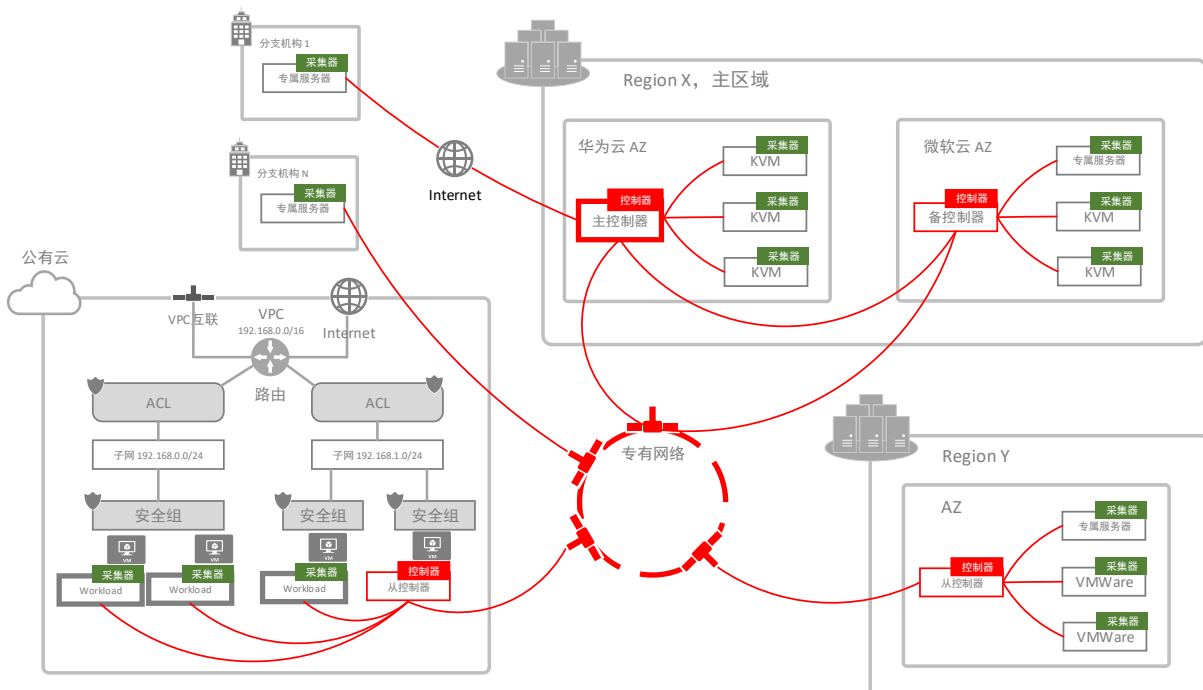 分支机构 1
采集器
专属服务器
分支机构 N
采集器
专属服务器
Internet
Region X，主区域
华为云 AZ
控制器
主控制器
采集器
KVM
采集器
KVM
采集器
KVM
微软云 AZ
控制器
备控制器
采集器
专属服务器
采集器
KVM
采集器
KVM
公有云
VPC互联
VPC
192.168.0.0/16
Internet
路由
ACL
ACL
子网 192.168.0.0/24
子网 192.168.1.0/24
安全组
安全组
安全组
VM
VM
VM
VM
采集器
Workload
采集器
Workload
采集器
Workload
控制器
从控制器
专有网络
Region Y
AZ
控制器
从控制器
采集器
专属服务器
采集器
VMWare
采集器
VMWare